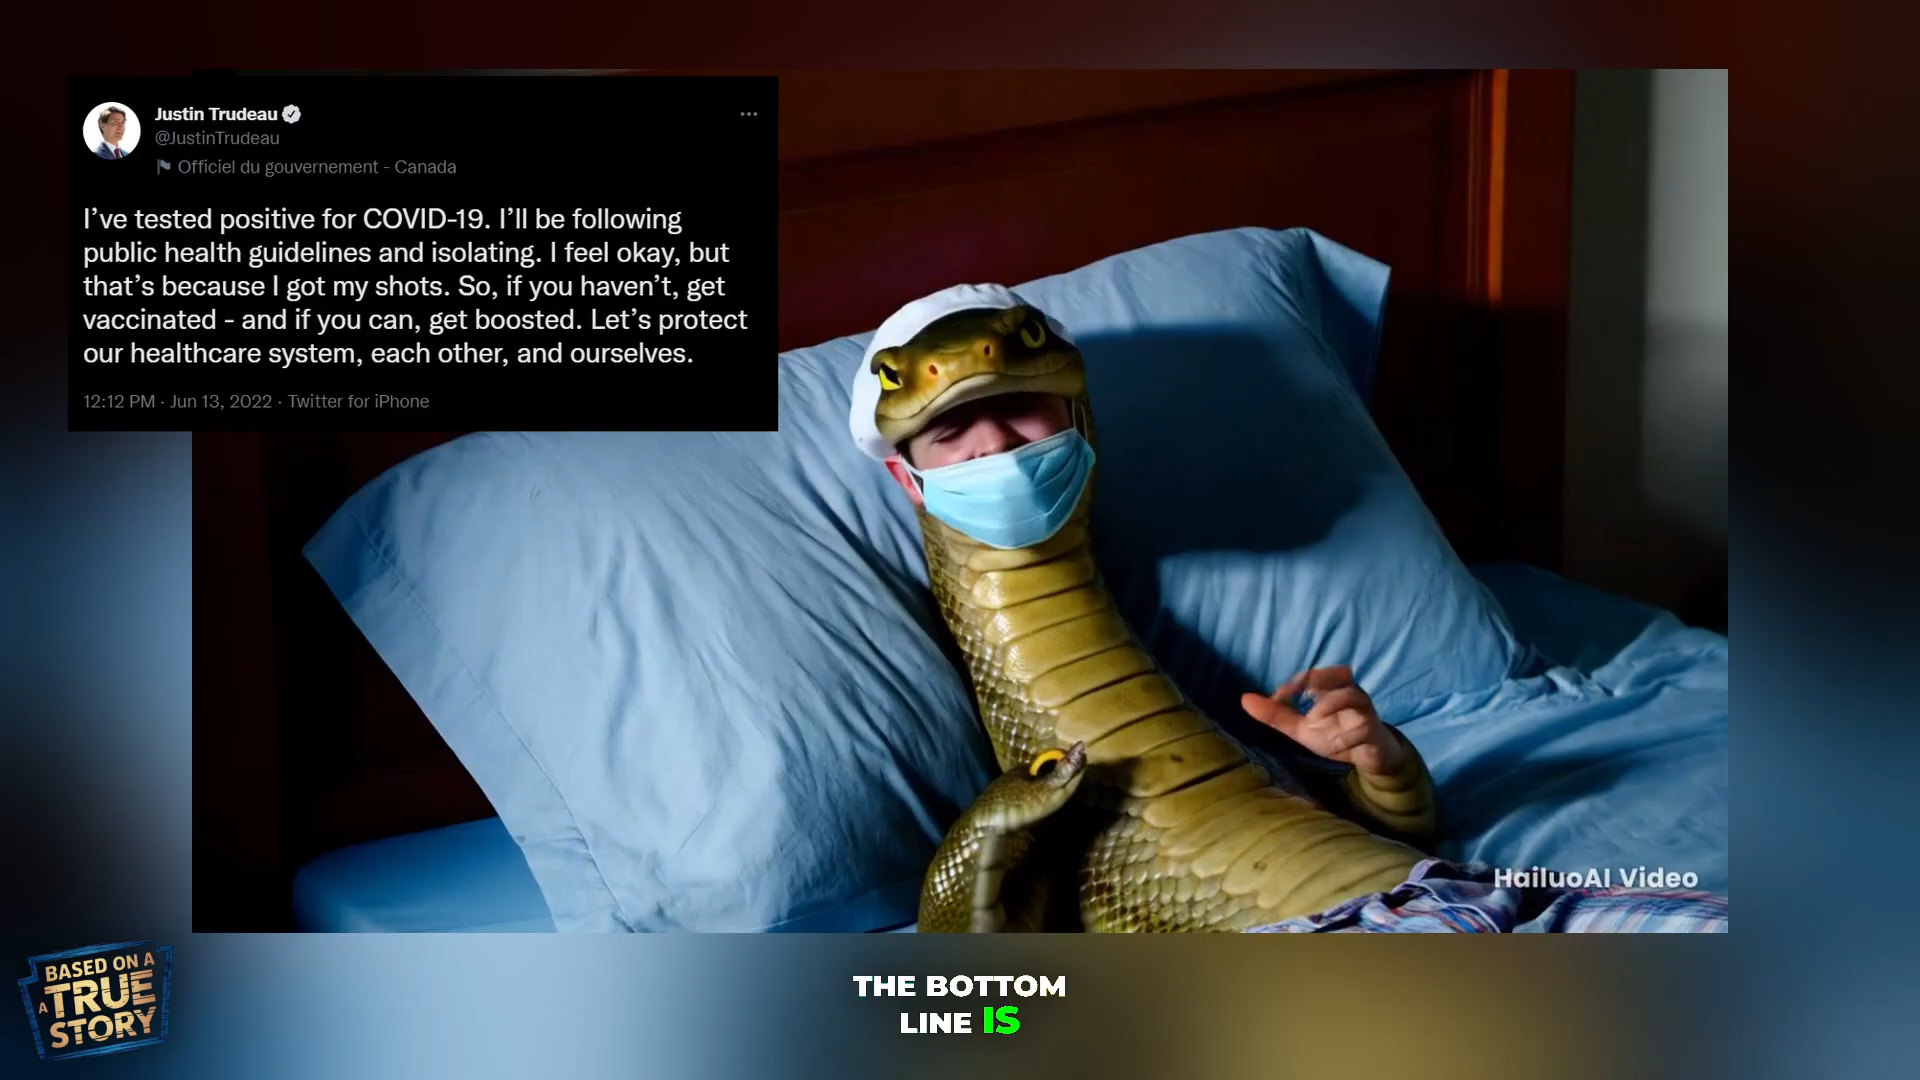 Justin Trudeau
@JustinTrudeau
Officiel du gouvernement - Canada
I’ve tested positive for COVID-19. I’ll be following
public health guidelines and isolating. I feel okay, but
that’s because I got my shots. So, if you haven’t, get
vaccinated - and if you can, get boosted. Let’s protect
our healthcare system, each other, and ourselves.
12:12 PM · Jun 13, 2022 · Twitter for iPhone
HailuoAI Video
BASED ON A
A TRUE
STORY
THE BOTTOM
LINE IS